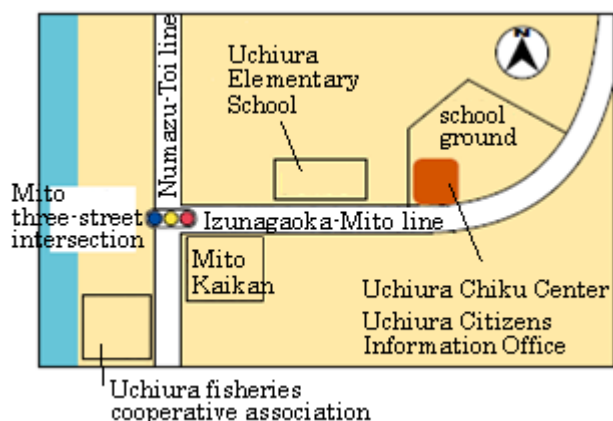 N
Uchiura
Elementary
School
Numazu-Toi line
school
ground
Mito
three-street
intersection
Izunagaoka-Mito line
Mito
Kaikan
Uchiura Chiku Center
Uchiura Citizens
Information Office
Uchiura fisheries
cooperative association